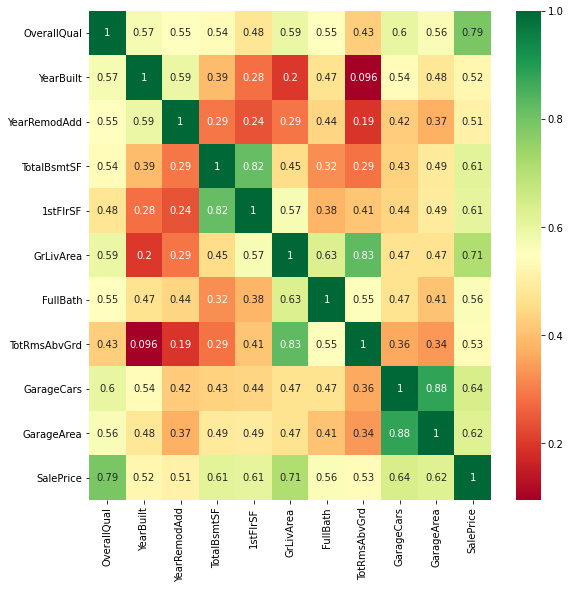 OverallQual 1 0.57 0.55 0.54 0.48 0.59 0.55 0.43 0.6 0.56 0.79
YearBuilt 0.57 1 0.59 0.39 0.28 0.2 0.47 0.096 0.54 0.48 0.52
YearRemodAdd 0.55 0.59 1 0.29 0.24 0.29 0.44 0.19 0.42 0.37 0.51
TotalBsmtSF 0.54 0.39 0.29 1 0.82 0.45 0.32 0.29 0.43 0.49 0.61
1stFlrSF 0.48 0.28 0.24 0.82 1 0.57 0.38 0.41 0.44 0.49 0.61
GrLivArea 0.59 0.2 0.29 0.45 0.57 1 0.63 0.83 0.47 0.47 0.71
FullBath 0.55 0.47 0.44 0.32 0.38 0.63 1 0.55 0.47 0.41 0.56
TotRmsAbvGrd 0.43 0.096 0.19 0.29 0.41 0.83 0.55 1 0.36 0.34 0.53
GarageCars 0.6 0.54 0.42 0.43 0.44 0.47 0.47 0.36 1 0.88 0.64
GarageArea 0.56 0.48 0.37 0.49 0.49 0.47 0.41 0.34 0.88 1 0.62
SalePrice 0.79 0.52 0.51 0.61 0.61 0.71 0.56 0.53 0.64 0.62 1
OverallQual
YearBuilt
YearRemodAdd
TotalBsmtSF
1stFlrSF
GrLivArea
FullBath
TotRmsAbvGrd
GarageCars
GarageArea
SalePrice
1.0
0.8
0.6
0.4
0.2